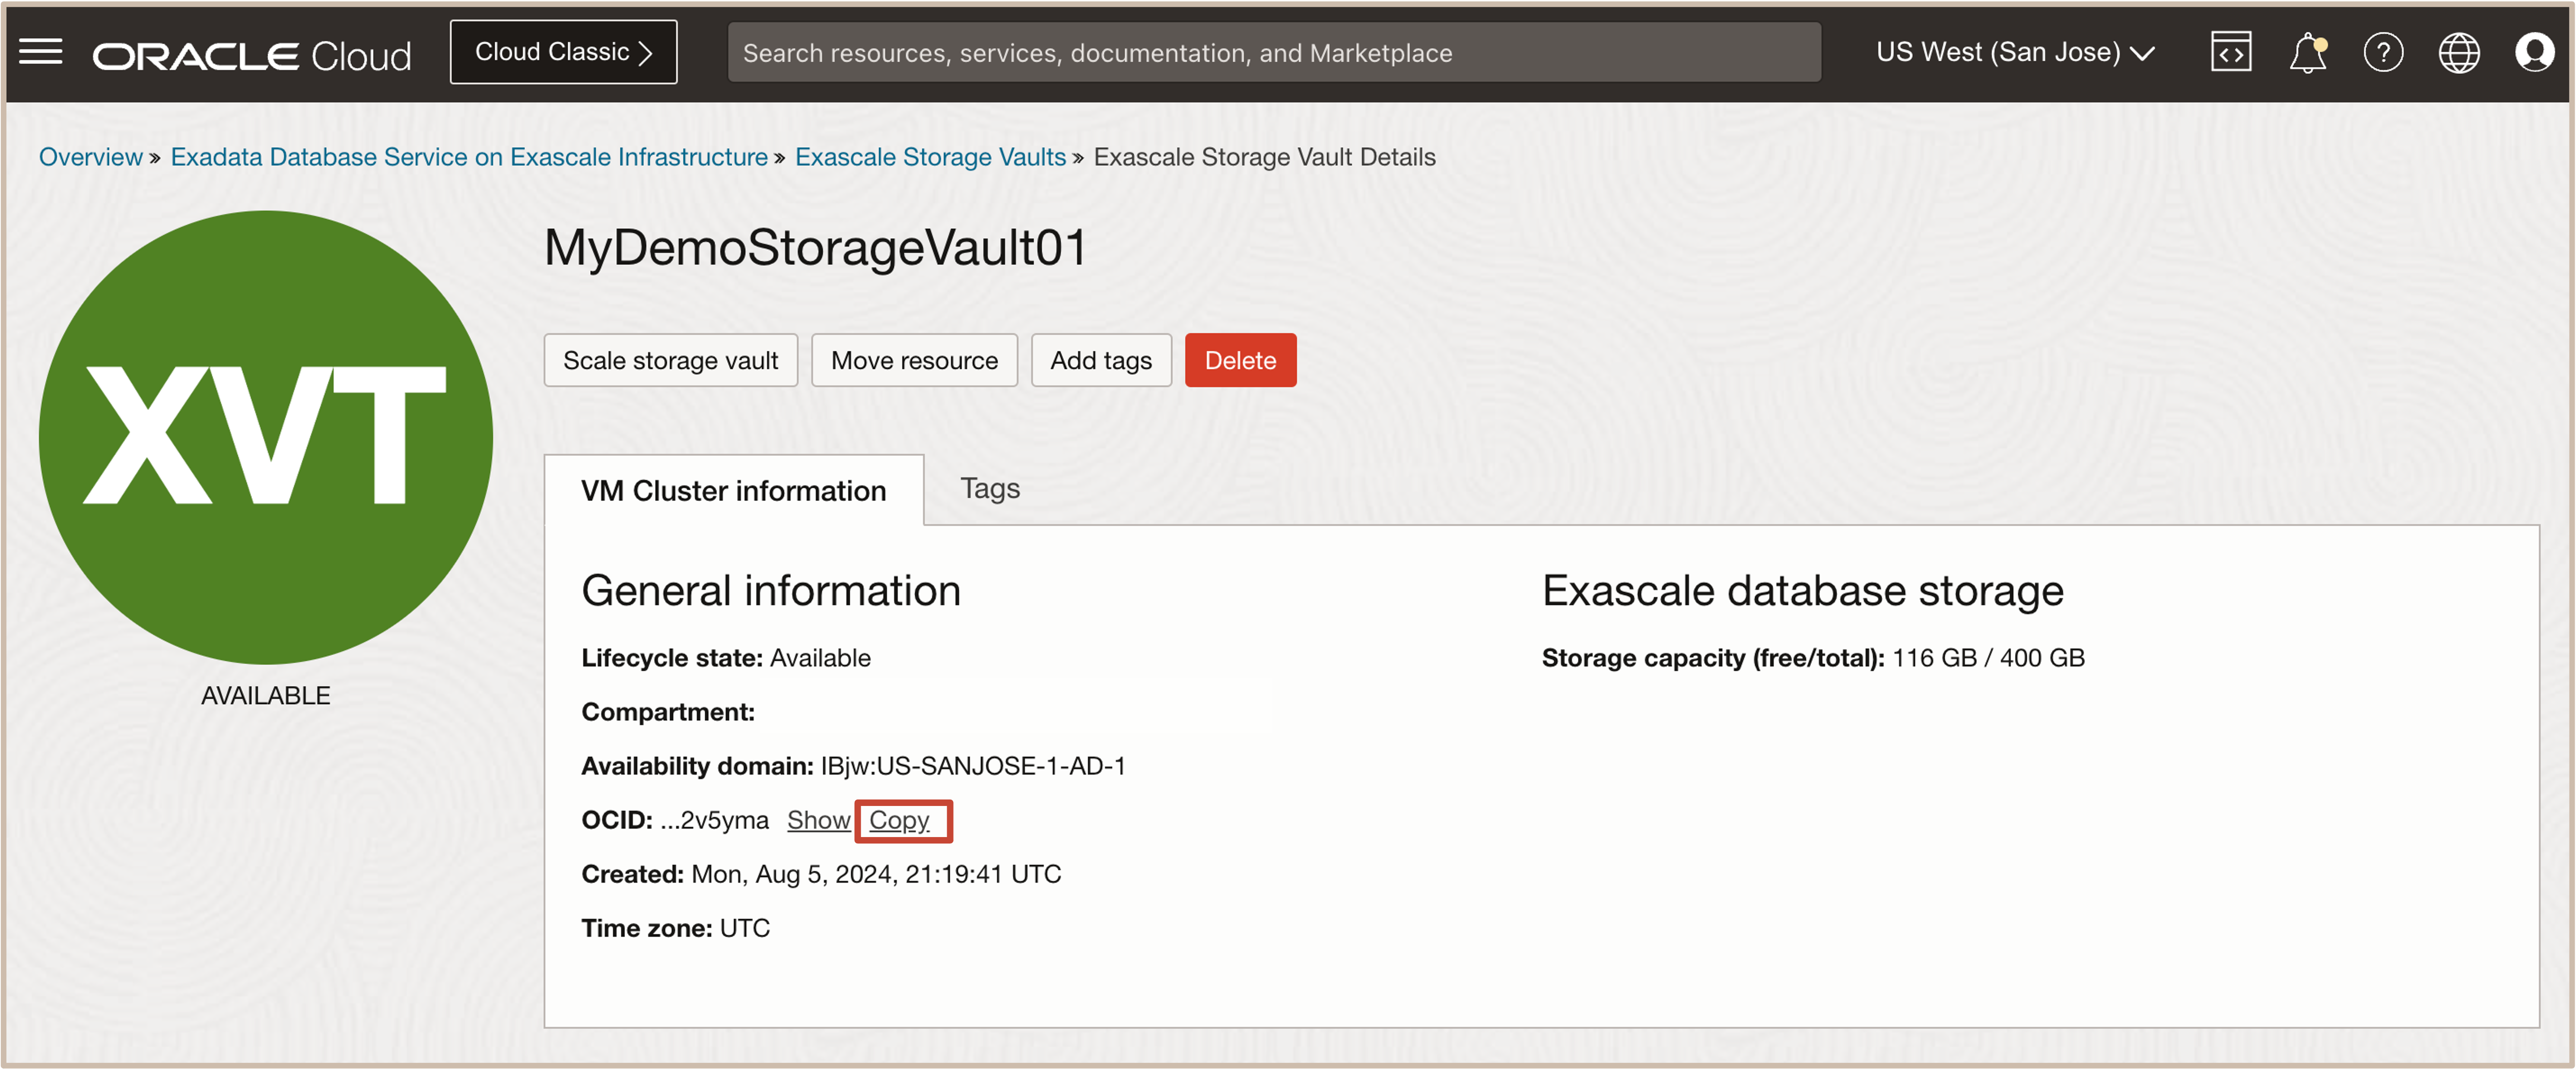 ORACLE Cloud Cloud Classic Search resources, services, documentation, and Marketplace US West (San Jose)
Overview » Exadata Database Service on Exascale Infrastructure » Exascale Storage Vaults » Exascale Storage Vault Details
XVT
AVAILABLE
MyDemoStorageVault01
Scale storage vault Move resource Add tags Delete
VM Cluster information Tags
General information
Lifecycle state: Available
Compartment:
Availability domain: IBjw:US-SANJOSE-1-AD-1
OCID: ...2v5yma Show Copy
Created: Mon, Aug 5, 2024, 21:19:41 UTC
Time zone: UTC
Exascale database storage
Storage capacity (free/total): 116 GB / 400 GB